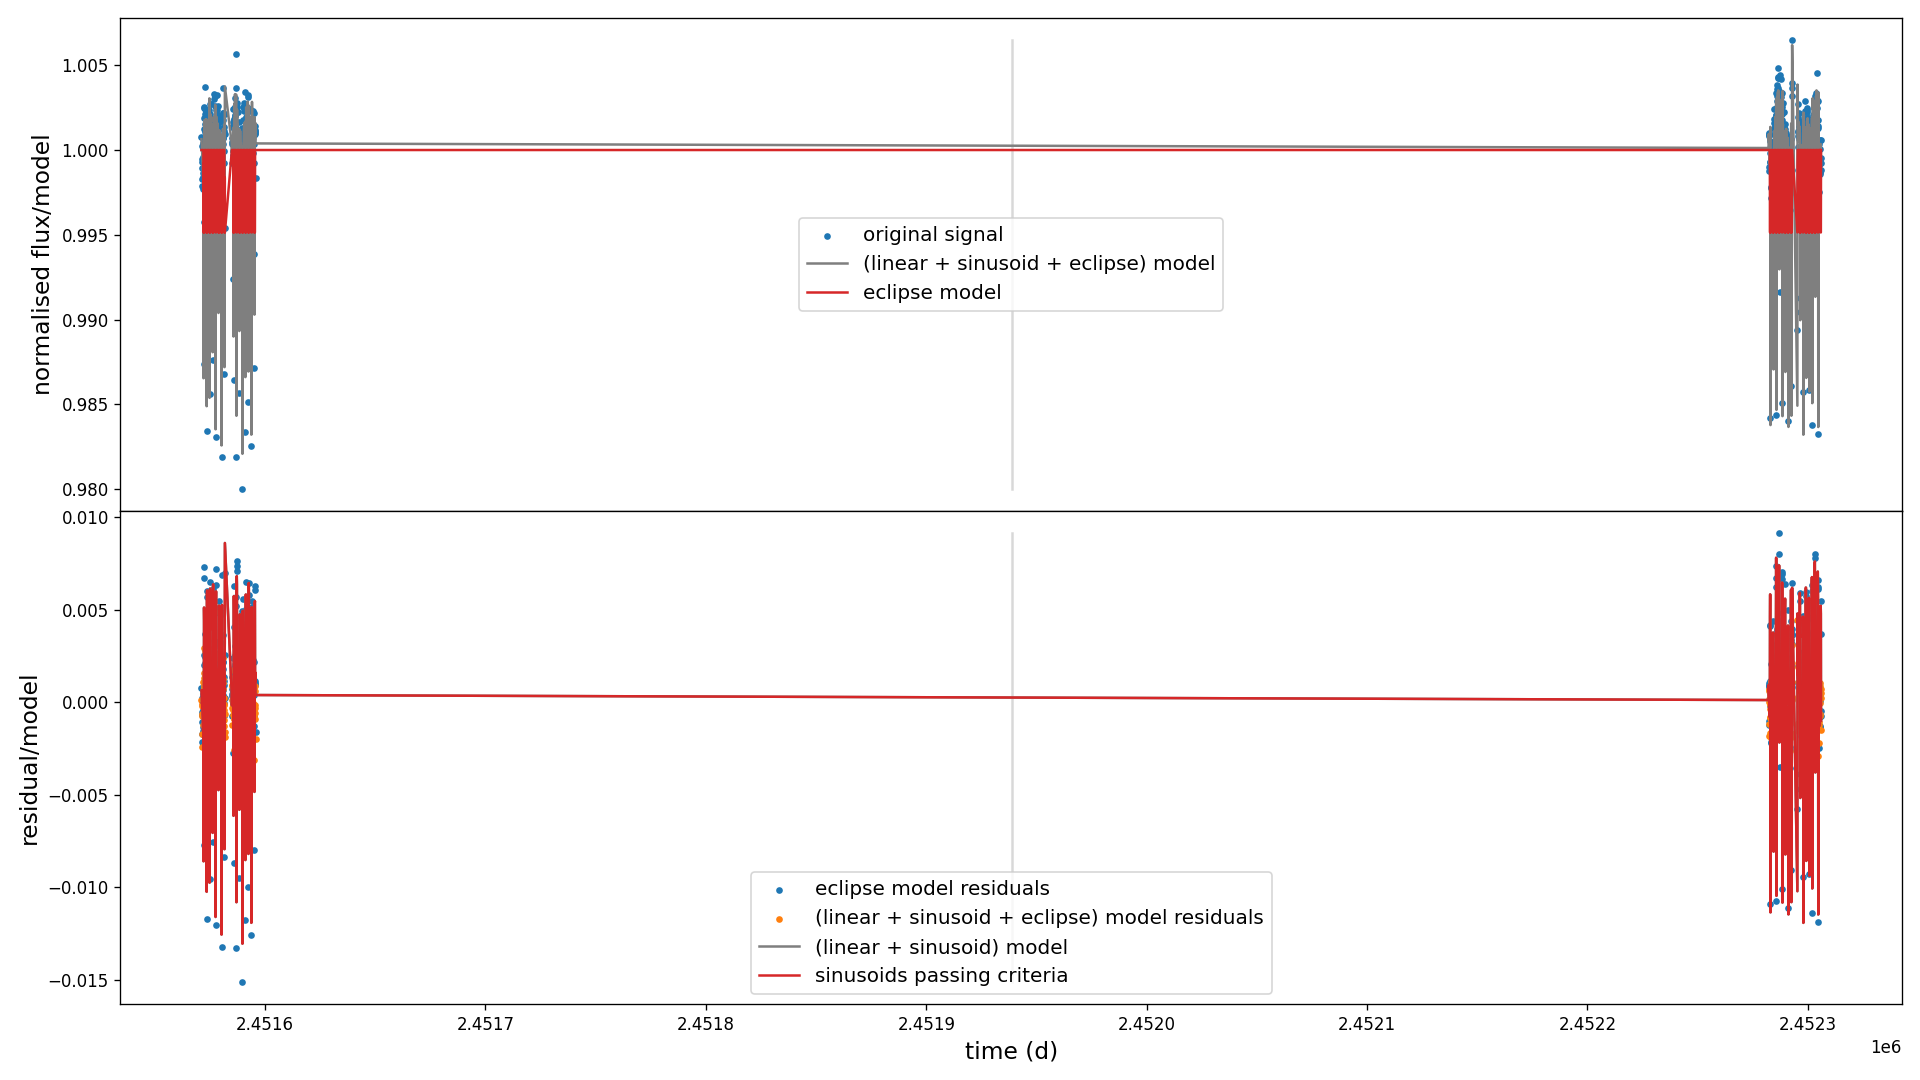 normalised flux/model
1.005
1.000
0.995
0.990
0.985
0.980
original signal
(linear + sinusoid + eclipse) model
eclipse model
residual/model
0.010
0.005
0.000
−0.005
−0.010
−0.015
eclipse model residuals
(linear + sinusoid + eclipse) model residuals
(linear + sinusoid) model
sinusoids passing criteria
2.4516 2.4517 2.4518 2.4519 2.4520 2.4521 2.4522 2.4523
1e6
time (d)